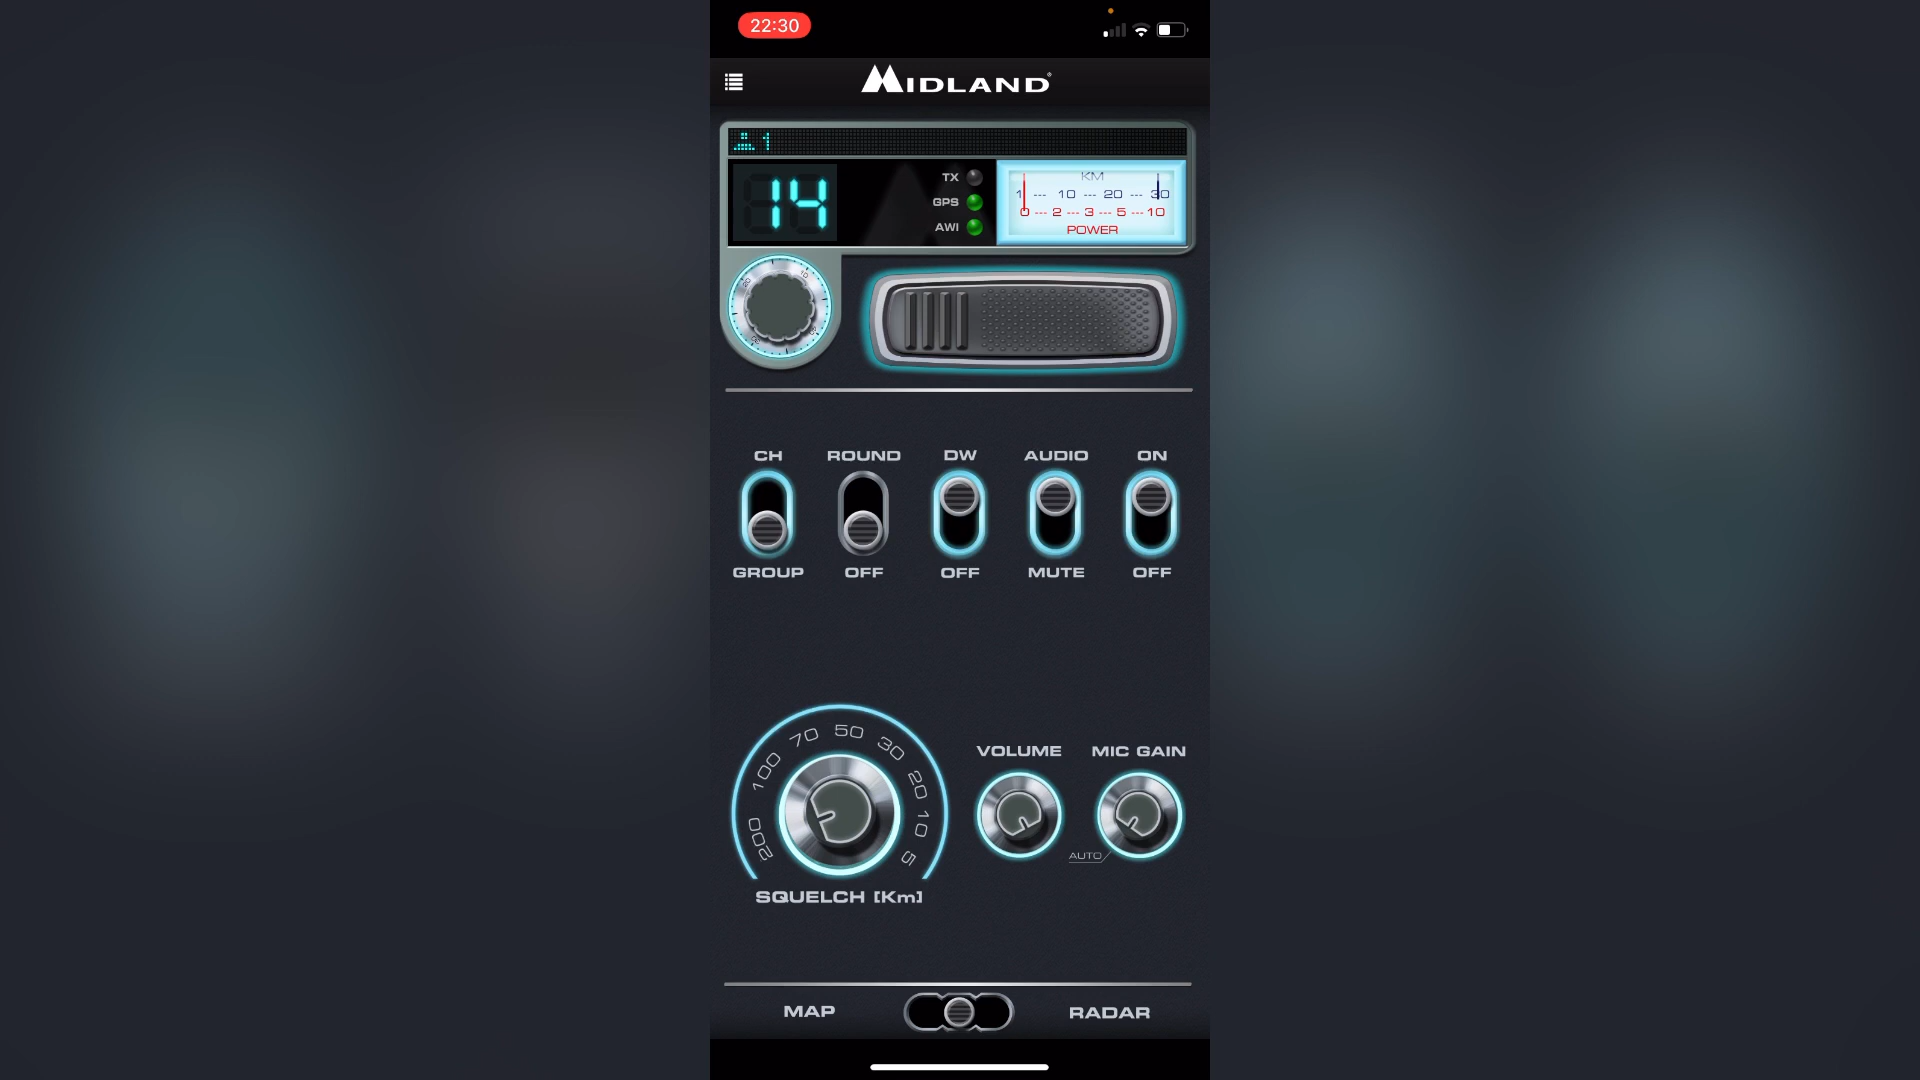 22:30
MIDLAND®
1
14
TX
GPS
AWI
KM
1 --- 10 --- 20 --- 30
0 --- 2 --- 3 --- 5 --- 10
POWER
CH ROUND DW AUDIO ON
GROUP OFF OFF MUTE OFF
200 100 70 50 30 20 10 5
SQUELCH [Km]
VOLUME MIC GAIN
AUTO
MAP RADAR